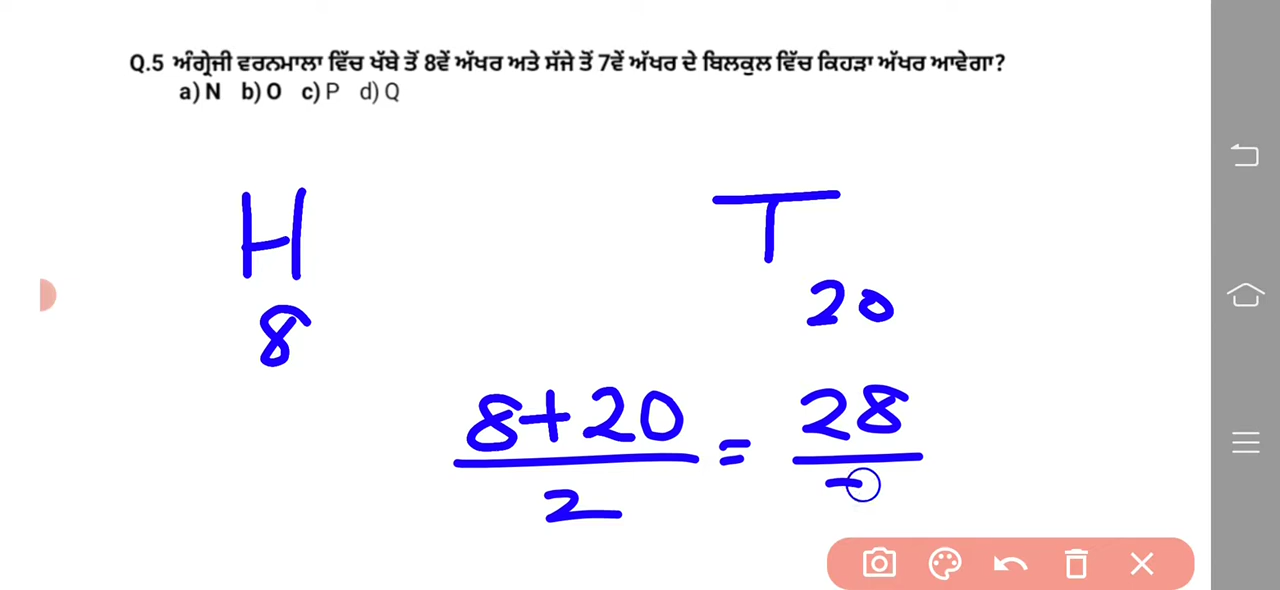 Q.5 ਅੰਗ੍ਰੇਜੀ ਵਰਨਮਾਲਾ ਵਿੱਚ ਖੱਬੇ ਤੋਂ 8ਵੇਂ ਅੱਖਰ ਅਤੇ ਸੱਜੇ ਤੋਂ 7ਵੇਂ ਅੱਖਰ ਦੇ ਬਿਲਕੁਲ ਵਿੱਚ ਕਿਹੜਾ ਅੱਖਰ ਆਵੇਗਾ?
a) N b) O c) P d) Q
H T
8 20
8+20 = 28
2